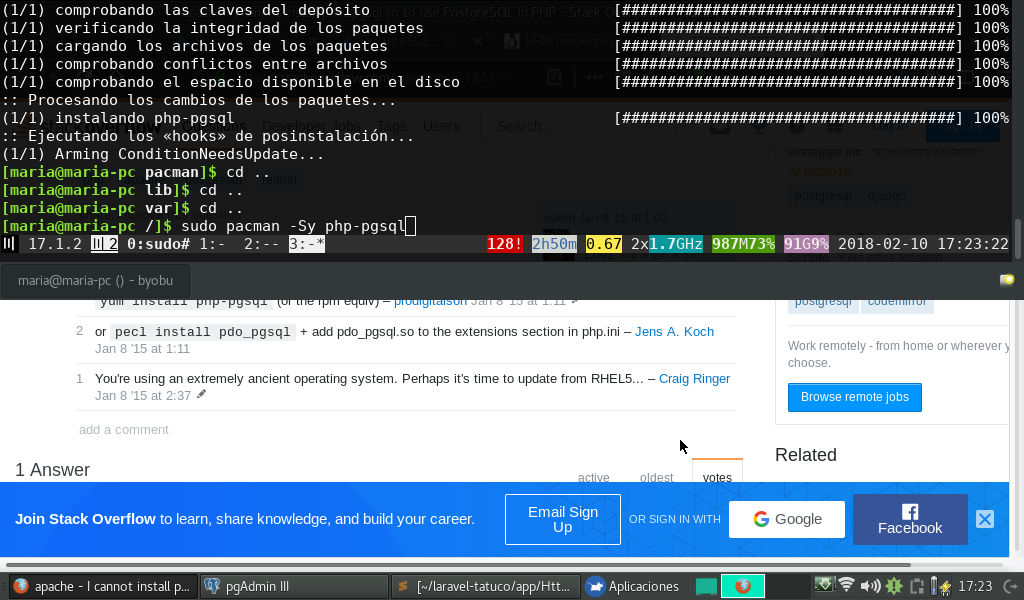 (1/1) comprobando las claves del depósito [####################################] 100%
(1/1) verificando la integridad de los paquetes [####################################] 100%
(1/1) cargando los archivos de los paquetes [####################################] 100%
(1/1) comprobando conflictos entre archivos [####################################] 100%
(1/1) comprobando el espacio disponible en el disco [####################################] 100%
:: Procesando los cambios de los paquetes...
(1/1) instalando php-pgsql [####################################] 100%
:: Ejecutando los «hooks» de posinstalación...
(1/1) Arming ConditionNeedsUpdate...
[maria@maria-pc pacman]$ cd ..
[maria@maria-pc lib]$ cd ..
[maria@maria-pc var]$ cd ..
[maria@maria-pc /]$ sudo pacman -Sy php-pgsql
17.1.2 2 0:sudo# 1:- 2:-- 3:-* 128! 2h50m 0.67 2x1.7GHz 987M73% 91G9% 2018-02-10 17:23:22
maria@maria-pc () - byobu
yum install php-pgsql (or the rpm equiv) – prodigitalson Jan 8 '15 at 1:11
postgresql codemirror
2 or pecl install pdo_pgsql + add pdo_pgsql.so to the extensions section in php.ini – Jens A. Koch
Jan 8 '15 at 1:11
1 You're using an extremely ancient operating system. Perhaps it's time to update from RHEL5... – Craig Ringer
Jan 8 '15 at 2:37
add a comment
Work remotely - from home or wherever y
choose.
Browse remote jobs
Related
1 Answer
active oldest votes
Join Stack Overflow to learn, share knowledge, and build your career.
Email Sign Up
OR SIGN IN WITH
Google
Facebook
apache - I cannot install p...
pgAdmin III
[~/laravel-tatuco/app/Htt...
Aplicaciones
17:23